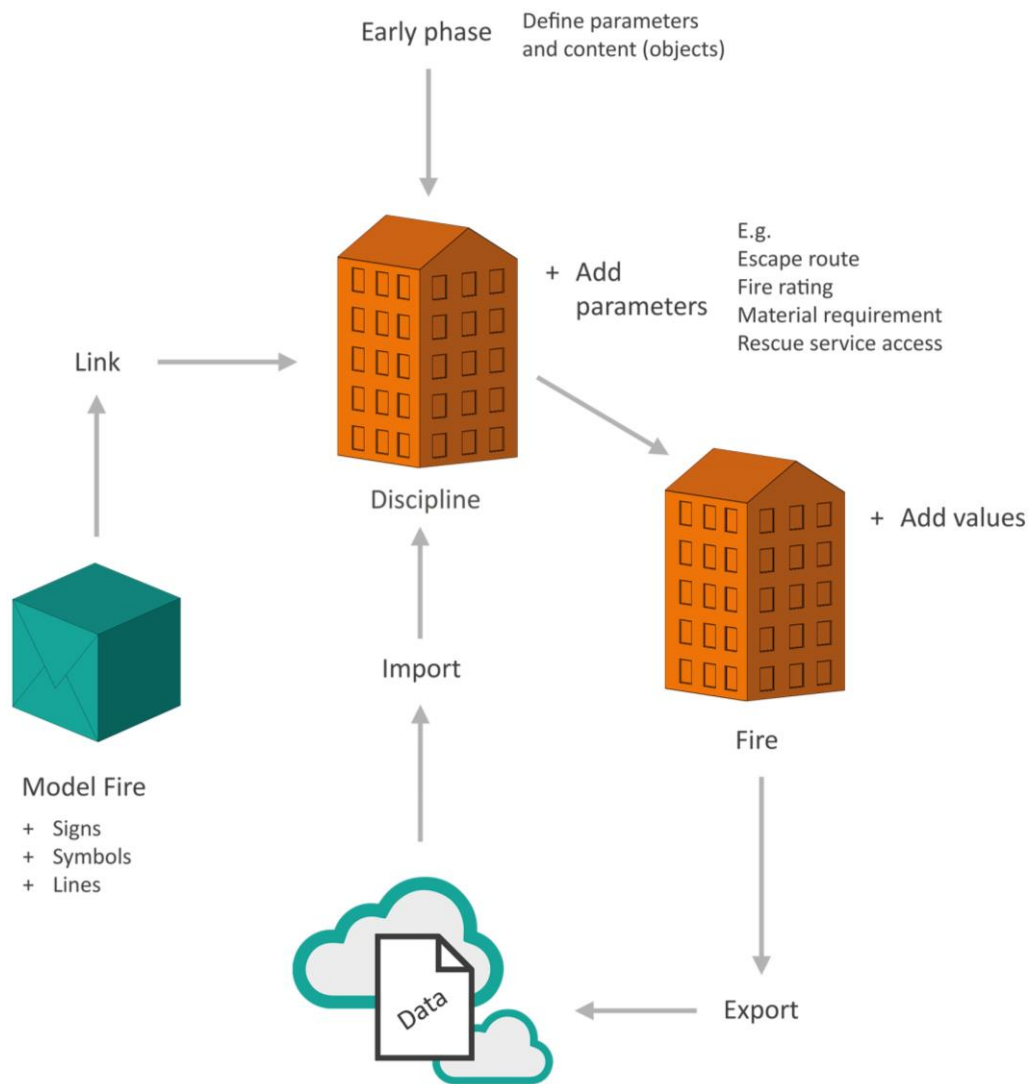 Early phase
Define parameters
and content (objects)
E.g.
Escape route
Fire rating
Material requirement
Rescue service access
+ Add
parameters
Link
Discipline
+ Add values
Import
Fire
Model Fire
+ Signs
+ Symbols
+ Lines
Data
Export